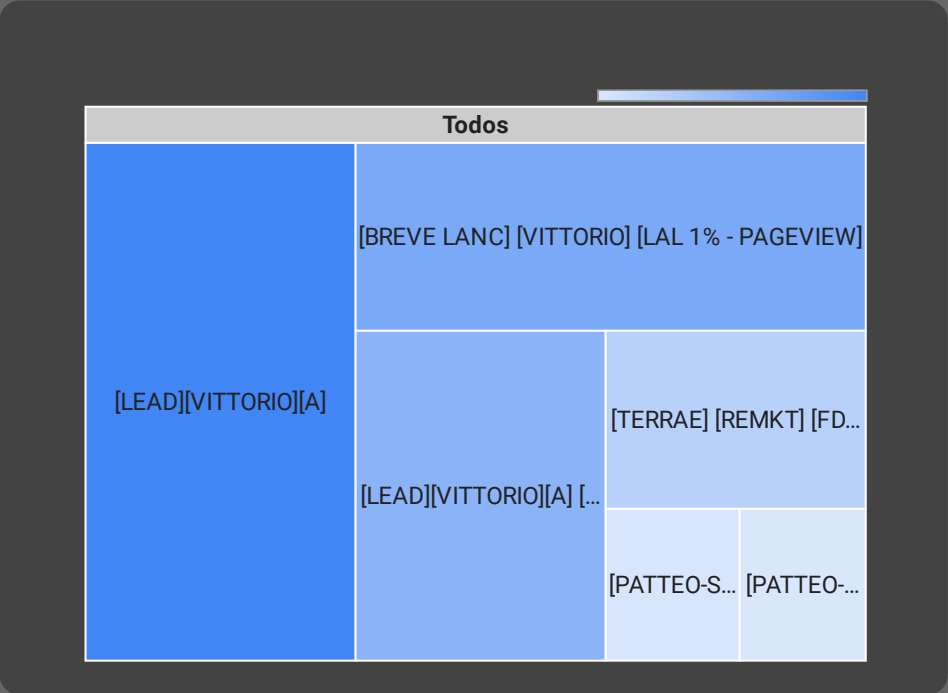 Todos
[BREVE LANC] [VITTORIO] [LAL 1% - PAGEVIEW]
[LEAD][VITTORIO][A]
[TERRAE] [REMKT] [FD...
[LEAD][VITTORIO][A] [...
[PATTEO-S...
[PATTEO-...